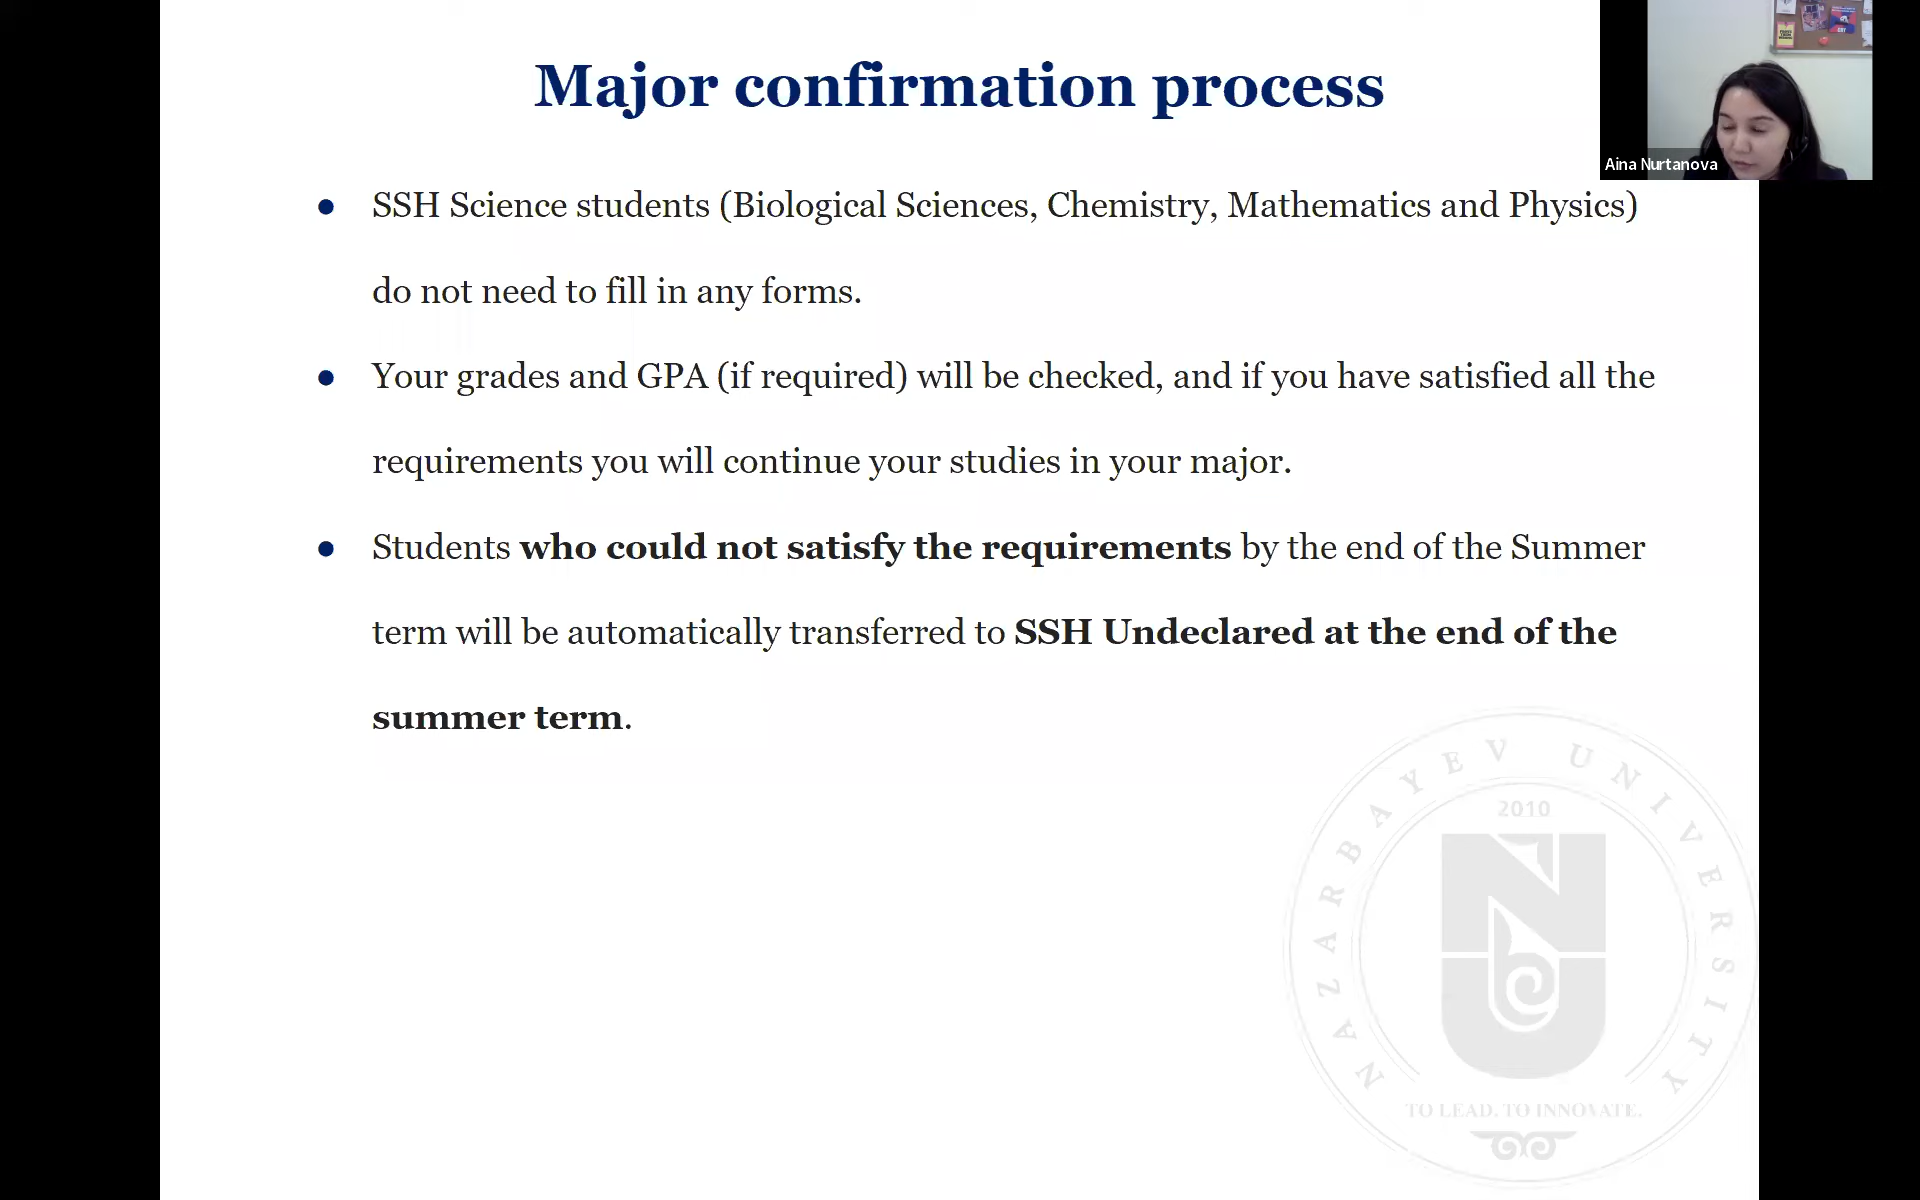 Major confirmation process
Aina Nurtanova
● SSH Science students (Biological Sciences, Chemistry, Mathematics and Physics)
do not need to fill in any forms.
● Your grades and GPA (if required) will be checked, and if you have satisfied all the
requirements you will continue your studies in your major.
● Students who could not satisfy the requirements by the end of the Summer
term will be automatically transferred to SSH Undeclared at the end of the
summer term.
NAZARBAYEV UNIVERSITY
2010
TO LEAD. TO INNOVATE.